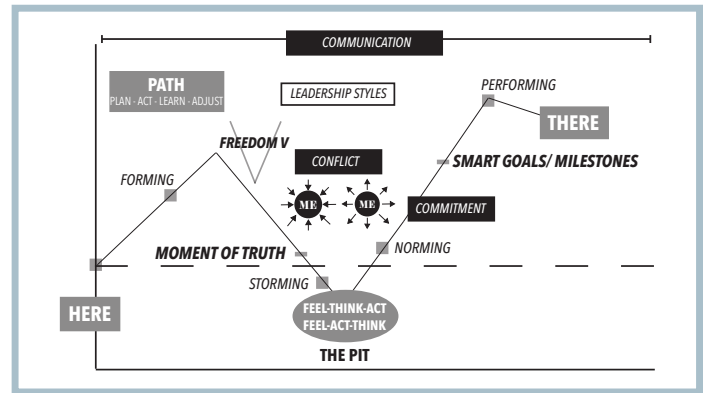 COMMUNICATION
PATH
PLAN - ACT - LEARN - ADJUST
LEADERSHIP STYLES
PERFORMING
THERE
FREEDOM V
CONFLICT
SMART GOALS/ MILESTONES
FORMING
ME
ME
COMMITMENT
MOMENT OF TRUTH
NORMING
STORMING
HERE
FEEL-THINK-ACT
FEEL-ACT-THINK
THE PIT